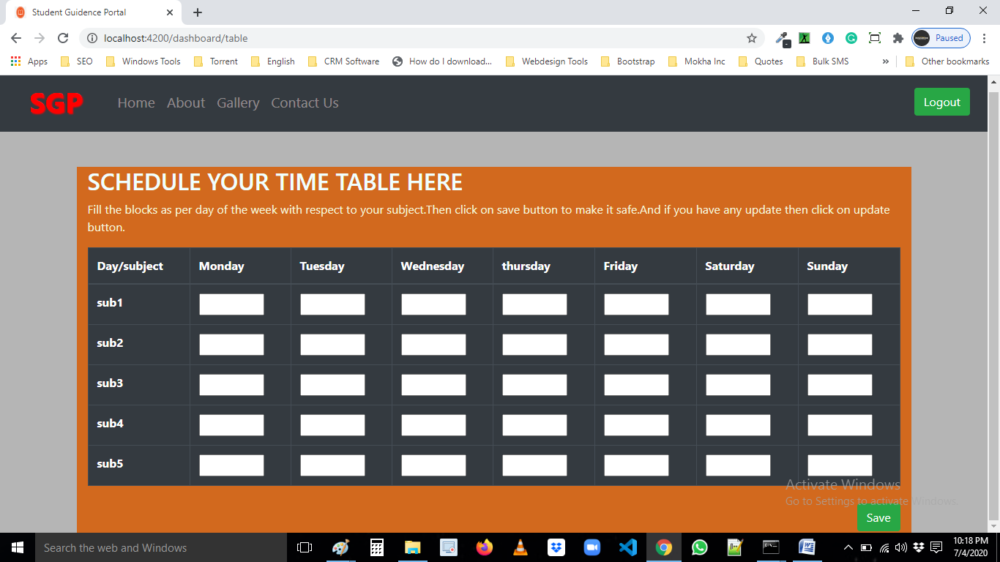 Student Guidence Portal
localhost:4200/dashboard/table
Paused
Apps SEO Windows Tools Torrent English CRM Software How do I download... Webdesign Tools Bootstrap Mokha Inc Quotes Bulk SMS » Other bookmarks
SGP Home About Gallery Contact Us Logout
SCHEDULE YOUR TIME TABLE HERE
Fill the blocks as per day of the week with respect to your subject.Then click on save button to make it safe.And if you have any update then click on update
button.
Day/subject Monday Tuesday Wednesday thursday Friday Saturday Sunday
sub1
sub2
sub3
sub4
sub5
Activate Windows
Go to Settings to activate Windows.
Save
Search the web and Windows
10:18 PM
7/4/2020